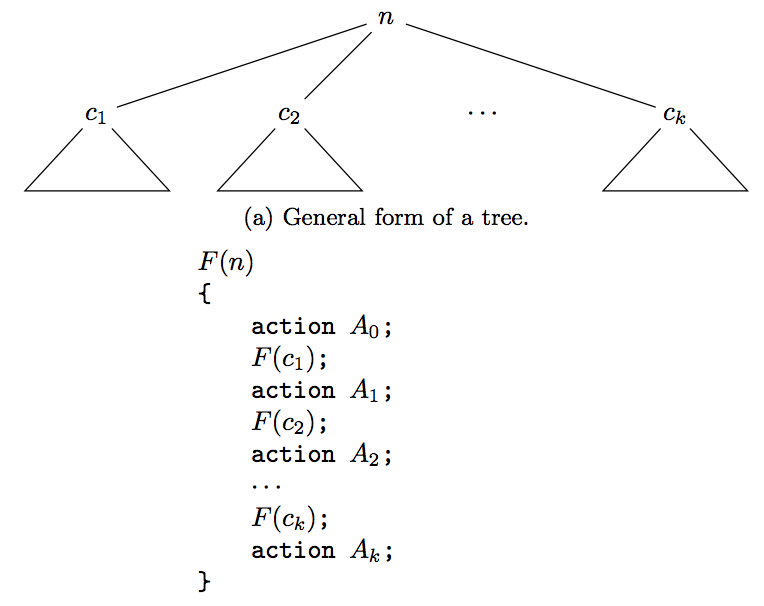 n
c₁ c₂ ⋯ cₖ
(a) General form of a tree.
F(n)
{
action A₀;
F(c₁);
action A₁;
F(c₂);
action A₂;
⋯
F(cₖ);
action Aₖ;
}